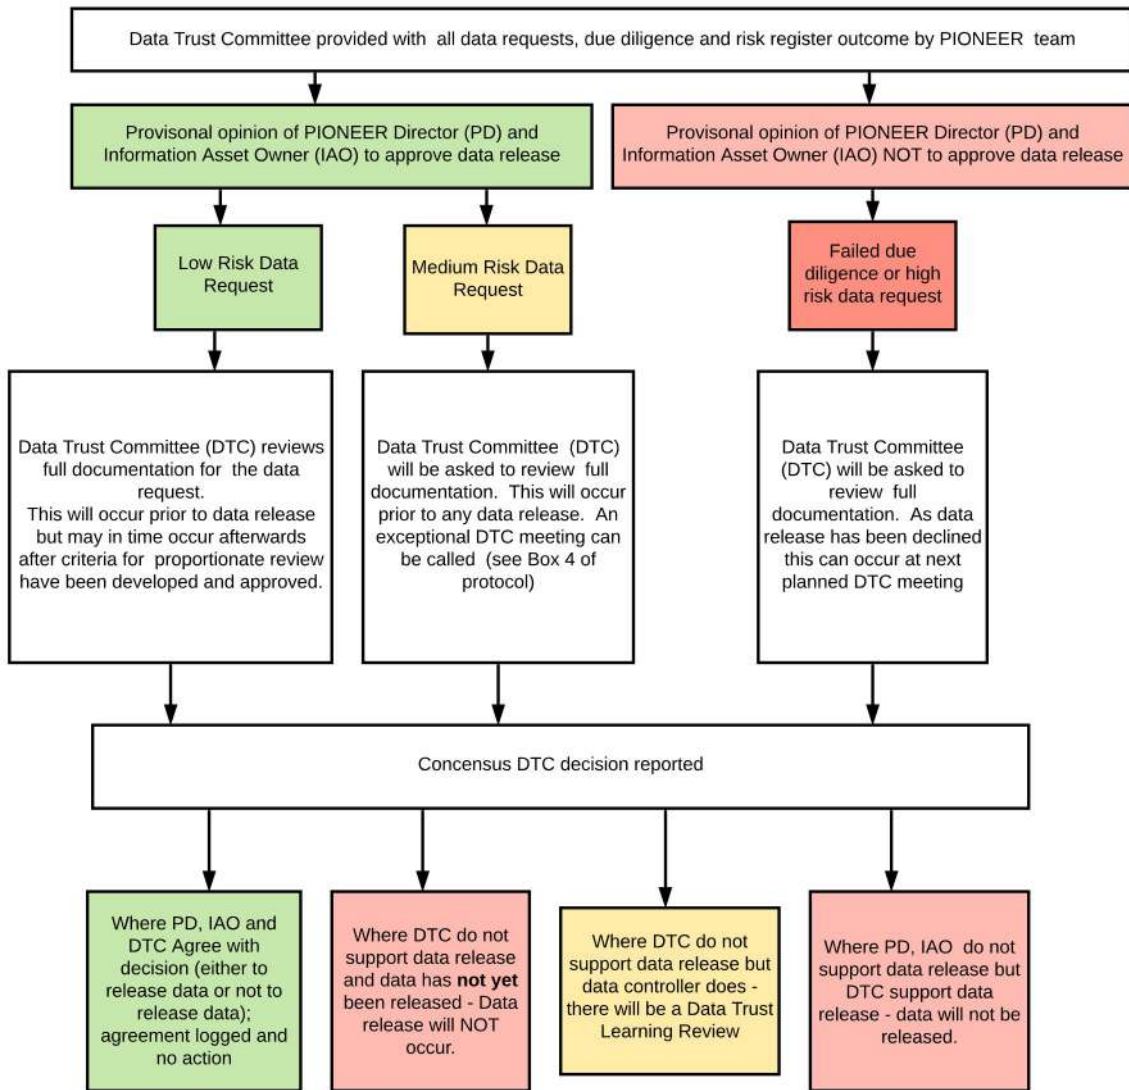 Data Trust Committee provided with all data requests, due diligence and risk register outcome by PIONEER team
Provisonal opinion of PIONEER Director (PD) and
Information Asset Owner (IAO) to approve data release
Provisonal opinion of PIONEER Director (PD) and
Information Asset Owner (IAO) NOT to approve data release
Low Risk Data
Request
Medium Risk Data
Request
Failed due
diligence or high
risk data request
Data Trust Committee (DTC) reviews
full documentation for the data
request.
This will occur prior to data release
but may in time occur afterwards
after criteria for proportionate review
have been developed and approved.
Data Trust Committee (DTC)
will be asked to review full
documentation. This will occur
prior to any data release. An
exceptional DTC meeting can
be called (see Box 4 of
protocol)
Data Trust Committee
(DTC) will be asked to
review full
documentation. As data
release has been declined
this can occur at next
planned DTC meeting
Concensus DTC decision reported
Where PD, IAO and
DTC Agree with
decision (either to
release data or not to
release data);
agreement logged and
no action
Where DTC do not
support data release
and data has not yet
been released - Data
release will NOT
occur.
Where DTC do not
support data release but
data controller does -
there will be a Data Trust
Learning Review
Where PD, IAO do not
support data release but
DTC support data
release - data will not be
released.